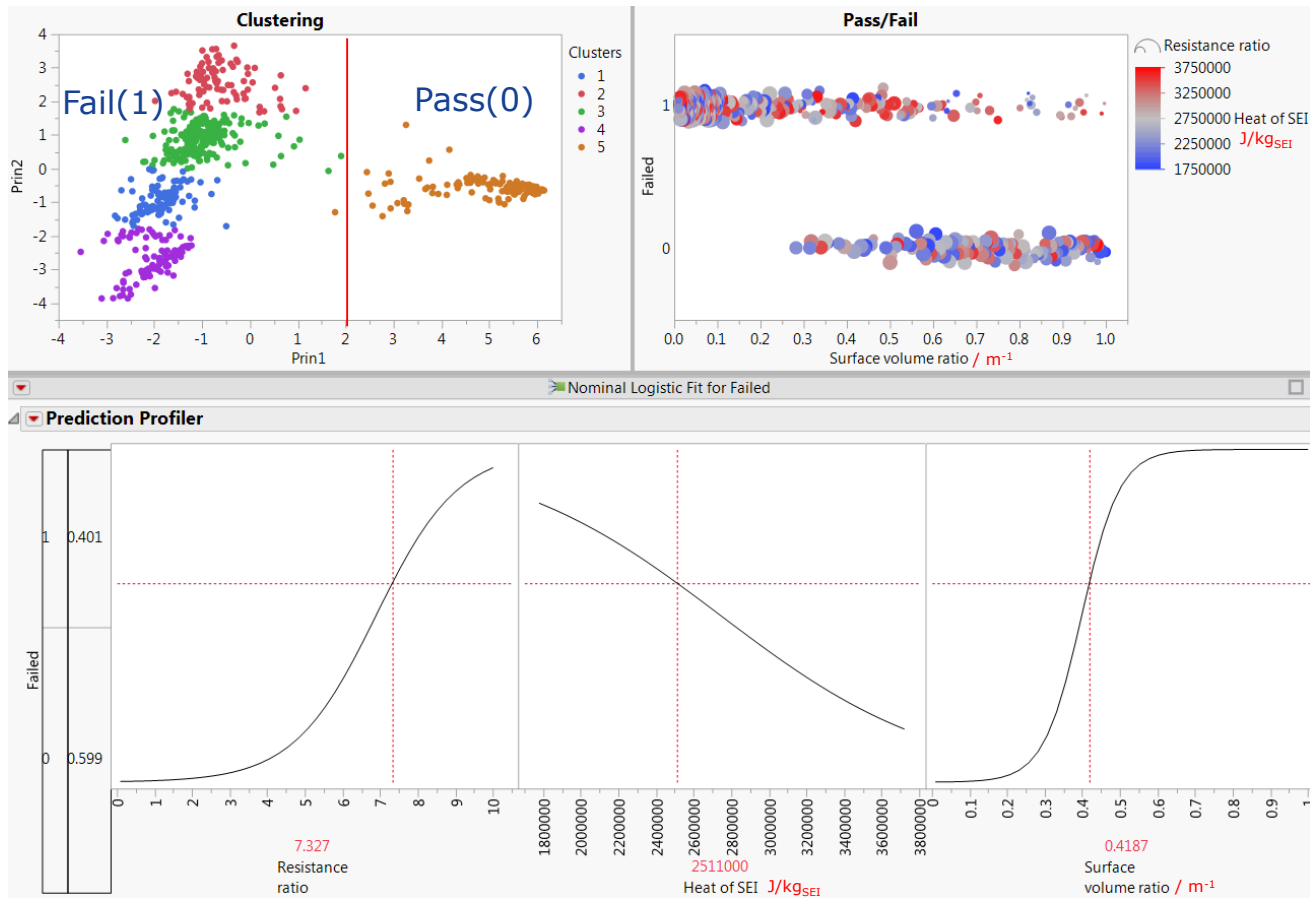 Clustering
4
3
2
1
0
-1
-2
-3
-4
Prin2
Fail(1)
Pass(0)
-4 -3 -2 -1 0 1 2 3 4 5 6
Prin1
Clusters
1
2
3
4
5
Pass/Fail
1
0
Failed
0.0 0.1 0.2 0.3 0.4 0.5 0.6 0.7 0.8 0.9 1.0
Surface volume ratio / m-1
Resistance ratio
3750000
3250000
2750000 Heat of SEI
2250000 J/kgSEI
1750000
Nominal Logistic Fit for Failed
Prediction Profiler
Failed
1 0.401
0 0.599
0 1 2 3 4 5 6 7 8 9 10
7.327
Resistance
ratio
1800000 2000000 2200000 2400000 2600000 2800000 3000000 3200000 3400000 3600000 3800000
2511000
Heat of SEI J/kgSEI
0 0.1 0.2 0.3 0.4 0.5 0.6 0.7 0.8 0.9 1
0.4187
Surface
volume ratio / m-1